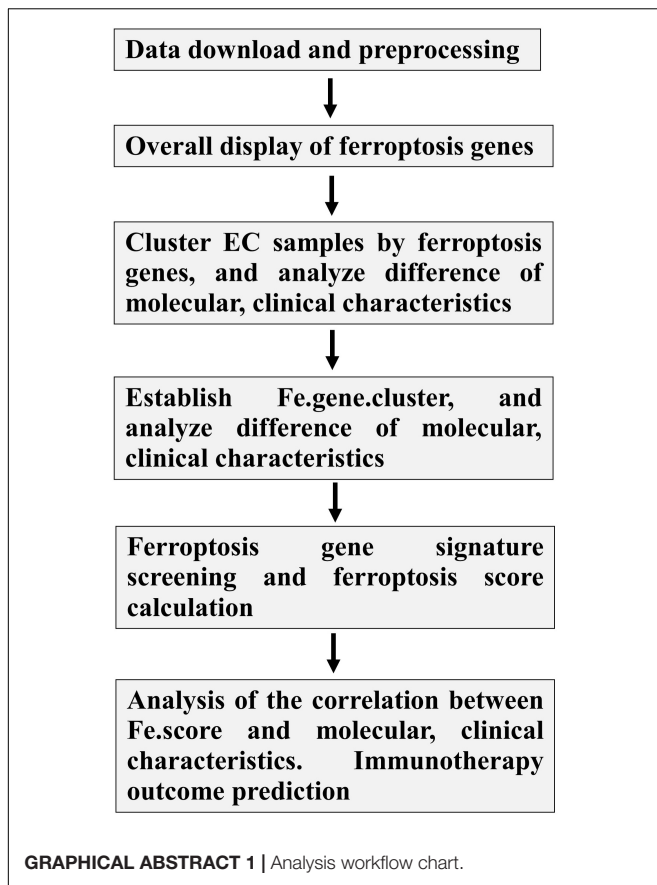 Data download and preprocessing
Overall display of ferroptosis genes
Cluster EC samples by ferroptosis
genes, and analyze difference of
molecular, clinical characteristics
Establish Fe.gene.cluster, and
analyze difference of molecular,
clinical characteristics
Ferroptosis gene signature
screening and ferroptosis score
calculation
Analysis of the correlation between
Fe.score and molecular, clinical
characteristics. Immunotherapy
outcome prediction
GRAPHICAL ABSTRACT 1 | Analysis workflow chart.